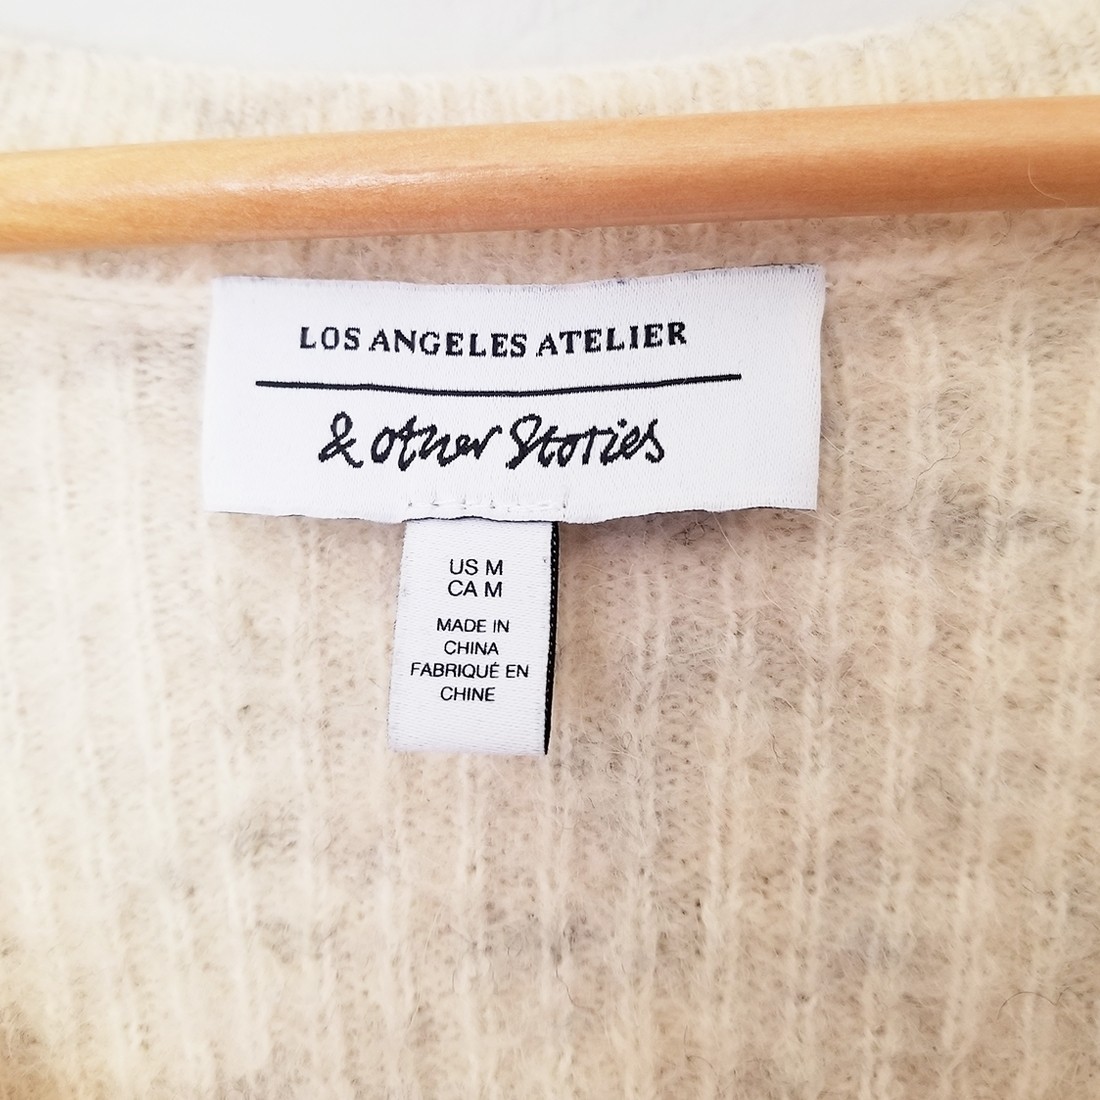 LOS ANGELES ATELIER
& other Stories
US M
CA M
MADE IN
CHINA
FABRIQUÉ EN
CHINE